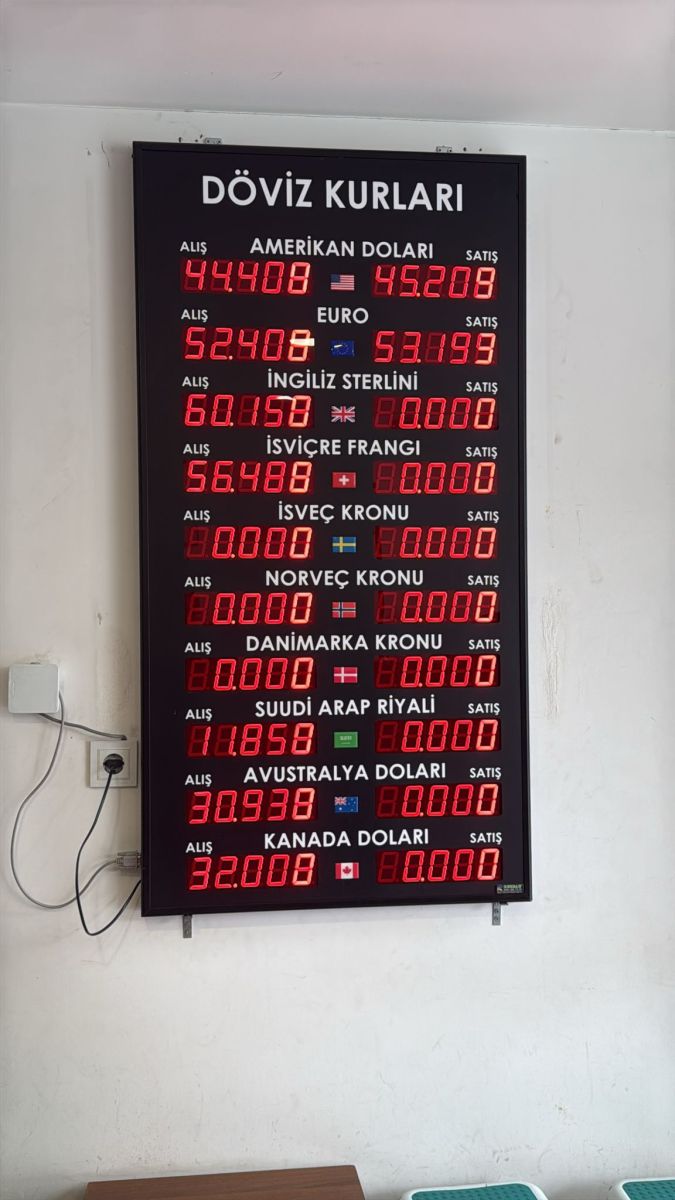 DÖVİZ KURLARI
ALIŞ AMERİKAN DOLARI SATIŞ
44.408 45.208
ALIŞ EURO SATIŞ
52.408 53.193
ALIŞ İNGİLİZ STERLİNİ SATIŞ
60.158 0.000
ALIŞ İSVİÇRE FRANGI SATIŞ
56.488 0.000
ALIŞ İSVEÇ KRONU SATIŞ
0.000 0.000
ALIŞ NORVEÇ KRONU SATIŞ
0.000 0.000
ALIŞ DANİMARKA KRONU SATIŞ
0.000 0.000
ALIŞ SUUDİ ARAP RİYALİ SATIŞ
11.858 0.000
ALIŞ AVUSTRALYA DOLARI SATIŞ
30.938 0.000
ALIŞ KANADA DOLARI SATIŞ
32.008 0.000